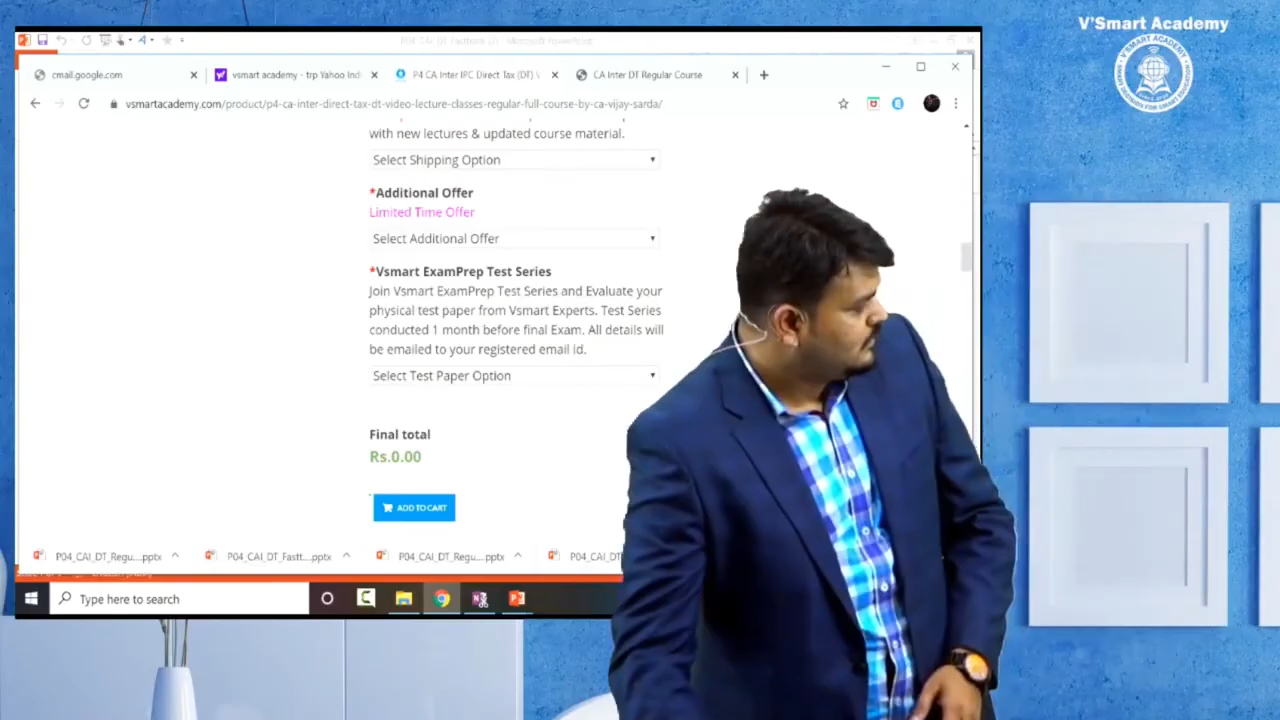 V'Smart Academy
cmail.google.com
vsmart academy - trp Yahoo Ind
P4 CA Inter IPC Direct Tax (DT) V
CA Inter DT Regular Course
vsmartacademy.com/product/p4-ca-inter-direct-tax-dt-video-lecture-classes-regular-full-course-by-ca-vijay-sarda/
with new lectures & updated course material.
Select Shipping Option
*Additional Offer
Limited Time Offer
Select Additional Offer
*Vsmart ExamPrep Test Series
Join Vsmart ExamPrep Test Series and Evaluate your
physical test paper from Vsmart Experts. Test Series
conducted 1 month before final Exam. All details will
be emailed to your registered email id.
Select Test Paper Option
Final total
Rs.0.00
ADD TO CART
P04_CAI_DT_Regu....pptx
P04_CAI_DT_Fastt....pptx
P04_CAI_DT_Regu....pptx
P04_CAI_DT
Type here to search